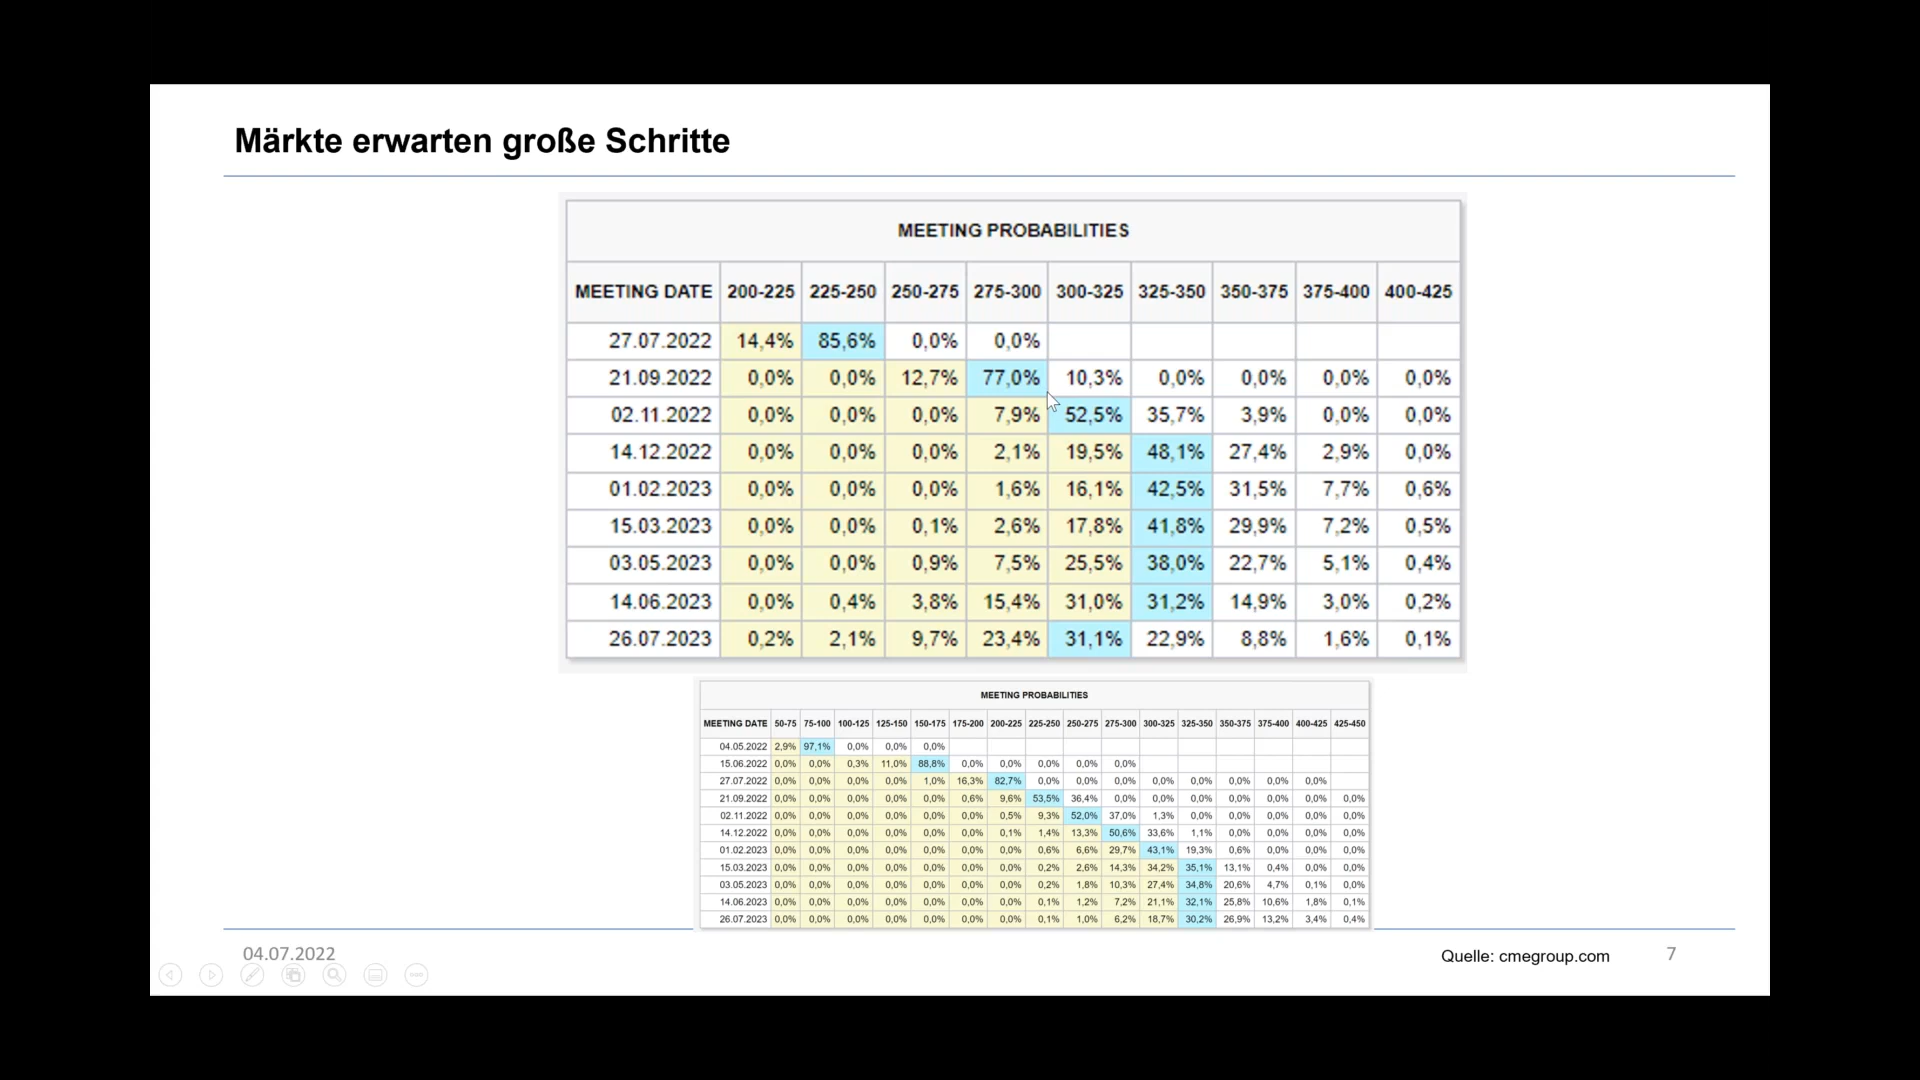 Märkte erwarten große Schritte
MEETING PROBABILITIES
MEETING DATE 200-225 225-250 250-275 275-300 300-325 325-350 350-375 375-400 400-425
27.07.2022 14,4% 85,6% 0,0% 0,0%
21.09.2022 0,0% 0,0% 12,7% 77,0% 10,3% 0,0% 0,0% 0,0% 0,0%
02.11.2022 0,0% 0,0% 0,0% 7,9% 52,5% 35,7% 3,9% 0,0% 0,0%
14.12.2022 0,0% 0,0% 0,0% 2,1% 19,5% 48,1% 27,4% 2,9% 0,0%
01.02.2023 0,0% 0,0% 0,0% 1,6% 16,1% 42,5% 31,5% 7,7% 0,6%
15.03.2023 0,0% 0,0% 0,1% 2,6% 17,8% 41,8% 29,9% 7,2% 0,5%
03.05.2023 0,0% 0,0% 0,9% 7,5% 25,5% 38,0% 22,7% 5,1% 0,4%
14.06.2023 0,0% 0,4% 3,8% 15,4% 31,0% 31,2% 14,9% 3,0% 0,2%
26.07.2023 0,2% 2,1% 9,7% 23,4% 31,1% 22,9% 8,8% 1,6% 0,1%
MEETING PROBABILITIES
MEETING DATE 50-75 75-100 100-125 125-150 150-175 175-200 200-225 225-250 250-275 275-300 300-325 325-350 350-375 375-400 400-425 425-450
04.05.2022 2,9% 97,1% 0,0% 0,0% 0,0%
15.06.2022 0,0% 0,0% 0,3% 11,0% 88,8% 0,0% 0,0% 0,0% 0,0% 0,0%
27.07.2022 0,0% 0,0% 0,0% 0,0% 1,0% 16,3% 82,7% 0,0% 0,0% 0,0% 0,0% 0,0% 0,0% 0,0% 0,0%
21.09.2022 0,0% 0,0% 0,0% 0,0% 0,0% 0,6% 9,6% 53,5% 36,4% 0,0% 0,0% 0,0% 0,0% 0,0% 0,0% 0,0%
02.11.2022 0,0% 0,0% 0,0% 0,0% 0,0% 0,0% 0,5% 9,3% 52,0% 37,0% 1,3% 0,0% 0,0% 0,0% 0,0% 0,0%
14.12.2022 0,0% 0,0% 0,0% 0,0% 0,0% 0,0% 0,1% 1,4% 13,3% 50,6% 33,6% 1,1% 0,0% 0,0% 0,0% 0,0%
01.02.2023 0,0% 0,0% 0,0% 0,0% 0,0% 0,0% 0,0% 0,6% 6,6% 29,7% 43,1% 19,3% 0,6% 0,0% 0,0% 0,0%
15.03.2023 0,0% 0,0% 0,0% 0,0% 0,0% 0,0% 0,0% 0,2% 2,6% 14,3% 34,2% 35,1% 13,1% 0,4% 0,0% 0,0%
03.05.2023 0,0% 0,0% 0,0% 0,0% 0,0% 0,0% 0,0% 0,2% 1,8% 10,3% 27,4% 34,8% 20,6% 4,7% 0,1% 0,0%
14.06.2023 0,0% 0,0% 0,0% 0,0% 0,0% 0,0% 0,0% 0,1% 1,2% 7,2% 21,1% 32,1% 25,8% 10,6% 1,8% 0,1%
26.07.2023 0,0% 0,0% 0,0% 0,0% 0,0% 0,0% 0,0% 0,1% 1,0% 6,2% 18,7% 30,2% 26,9% 13,2% 3,4% 0,4%
04.07.2022
Quelle: cmegroup.com
7